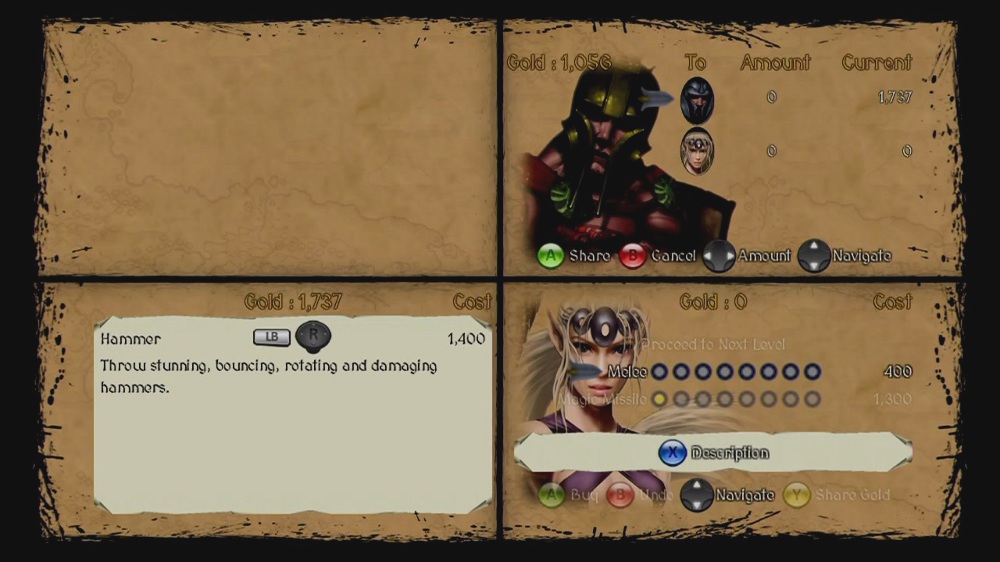 Gold : 1,056 To Amount Current
0 1,737
0 0
A Share B Cancel Amount Navigate
Gold : 1,737 Cost
Hammer LB R 1,400
Throw stunning, bouncing, rotating and damaging
hammers.
Gold : 0 Cost
Proceed to Next Level
Melee 400
Magic Missile 1,300
X Description
A Buy B Undo Navigate Y Share Gold